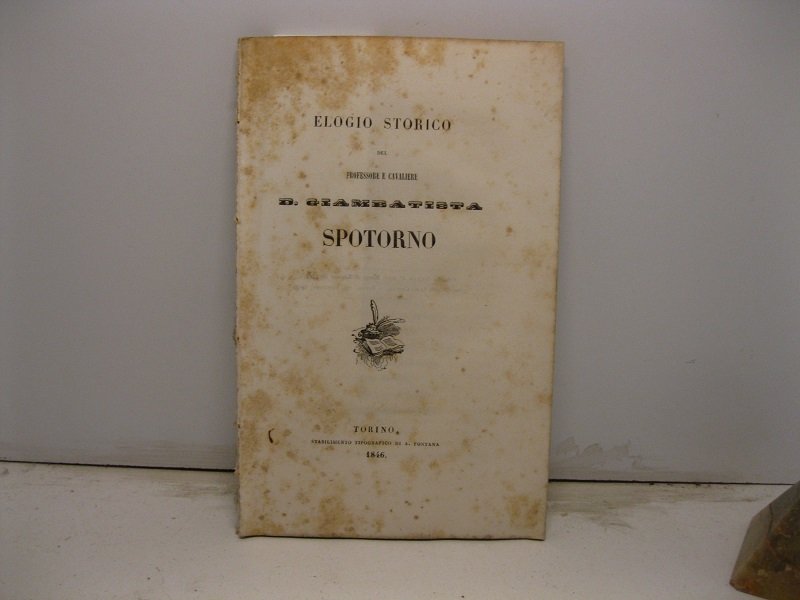 ELOGIO STORICO
DEL
PROFESSORE E CAVALIERE
D. GIAMBATISTA
SPOTORNO
TORINO,
STABILIMENTO TIPOGRAFICO DI A. FONTANA
1846.